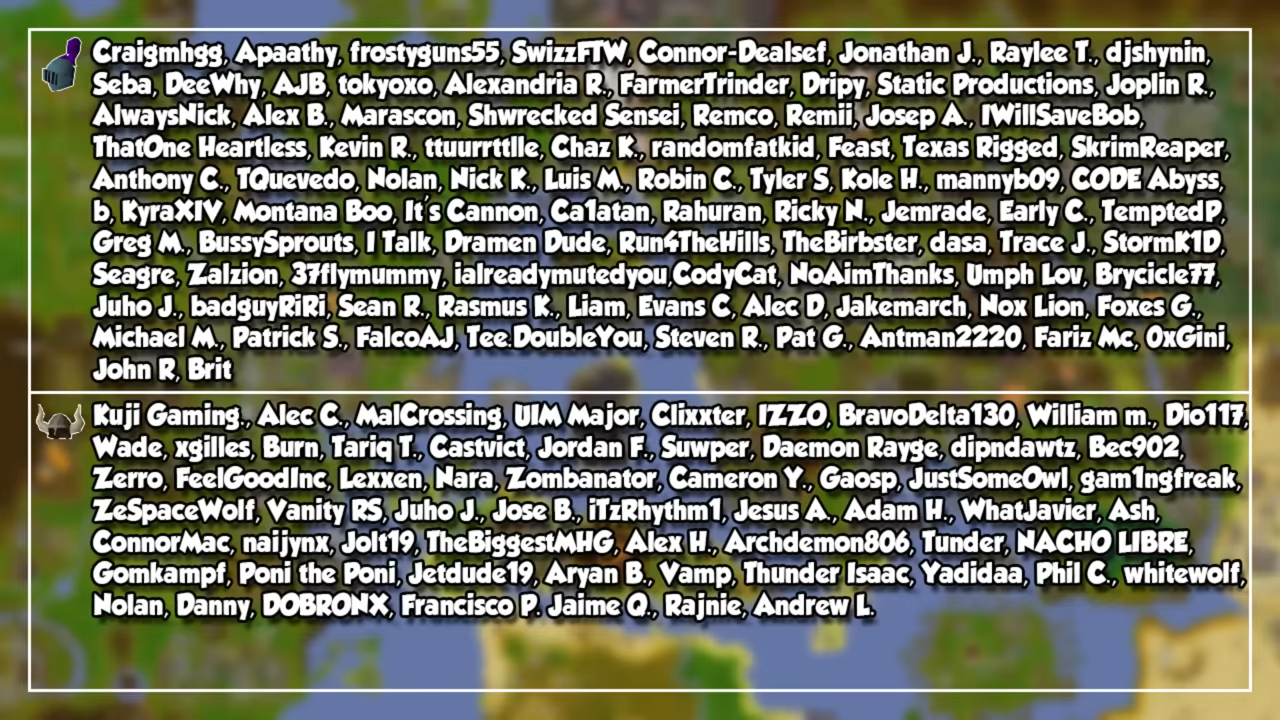 Craigmhgg, Apaathy, frostyguns55, SwizzFTW, Connor-Dealsef, Jonathan J., Raylee T., djshynin,
Seba, DeeWhy, AJB, tokyoxo, Alexandria R., FarmerTrinder, Dripy, Static Productions, Joplin R.,
AlwaysNick, Alex B., Marascon, Shwrecked Sensei, Remco, Remii, Josep A., IWillSaveBob,
ThatOne Heartless, Kevin R., ttuurrttlle, Chaz K., randomfatkid, Feast, Texas Rigged, SkrimReaper,
Anthony C., TQuevedo, Nolan, Nick K., Luis M., Robin C., Tyler S, Kole H., mannyb09, CODE Abyss,
b, KyraXIV, Montana Boo, It's Cannon, Ca1atan, Rahuran, Ricky N., Jemrade, Early C., TemptedP,
Greg M., BussySprouts, I Talk, Dramen Dude, Run4TheHills, TheBirbster, dasa, Trace J., StormK1D,
Seagre, Zalzion, 37flymummy, ialreadymutedyou,CodyCat, NoAimThanks, Umph Lov, Brycicle77,
Juho J., badguyRiRi, Sean R., Rasmus K., Liam, Evans C, Alec D, Jakemarch, Nox Lion, Foxes G.,
Michael M., Patrick S., FalcoAJ, Tee.DoubleYou, Steven R., Pat G., Antman2220, Fariz Mc, 0xGini,
John R, Brit
Kuji Gaming., Alec C., MalCrossing, UIM Major, Clixxter, IZZO, BravoDelta130, William m., Dio117,
Wade, xgilles, Burn, Tariq T., Castvict, Jordan F., Suwper, Daemon Rayge, dipndawtz, Bec902,
Zerro, FeelGoodInc, Lexxen, Nara, Zombanator, Cameron Y., Gaosp, JustSomeOwl, gam1ngfreak,
ZeSpaceWolf, Vanity RS, Juho J., Jose B., iTzRhythm1, Jesus A., Adam H., WhatJavier, Ash,
ConnorMac, naijynx, Jolt19, TheBiggestMHG, Alex H., Archdemon806, Tunder, NACHO LIBRE,
Gomkampf, Poni the Poni, Jetdude19, Aryan B., Vamp, Thunder Isaac, Yadidaa, Phil C., whitewolf,
Nolan, Danny, DOBRONX, Francisco P. Jaime Q., Rajnie, Andrew L.